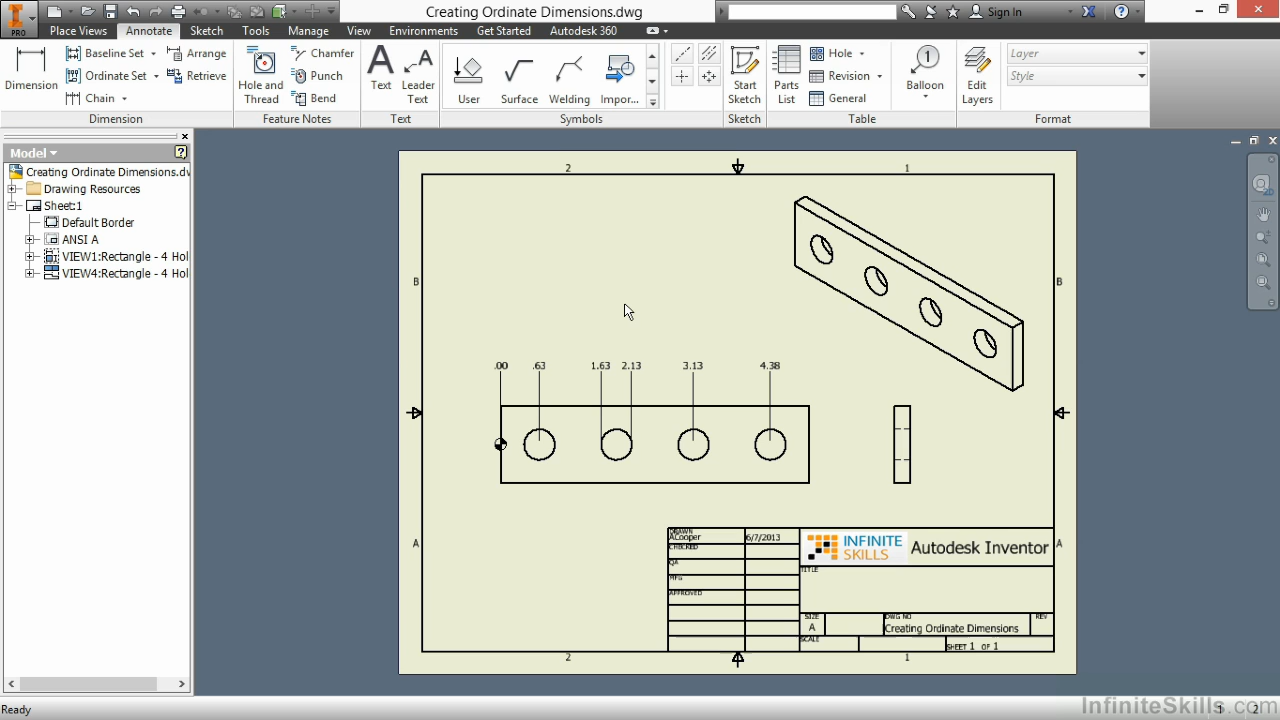 Creating Ordinate Dimensions.dwg
Sign In
PRO
Place Views Annotate Sketch Tools Manage View Environments Get Started Autodesk 360
Dimension
Baseline Set
Ordinate Set
Chain
Arrange
Retrieve
Dimension
Hole and
Thread
Chamfer
Punch
Bend
Feature Notes
Text
Leader
Text
Text
User
Surface
Welding
Impor...
Symbols
Start
Sketch
Sketch
Parts
List
Hole
Revision
General
Table
Balloon
Edit
Layers
Layer
Style
Format
Model
Creating Ordinate Dimensions.dv
Drawing Resources
Sheet:1
Default Border
ANSI A
VIEW1:Rectangle - 4 Hol
VIEW4:Rectangle - 4 Hol
2 1
B B
.00 .63 1.63 2.13 3.13 4.38
A A
DRAWN
ACooper 6/7/2013
CHECKED
QA
MFG
APPROVED
INFINITE
SKILLS
Autodesk Inventor
TITLE
SIZE
A
DWG NO
Creating Ordinate Dimensions
REV
SCALE
SHEET 1 OF 1
2 1
Ready
1 2
InfiniteSkills.com